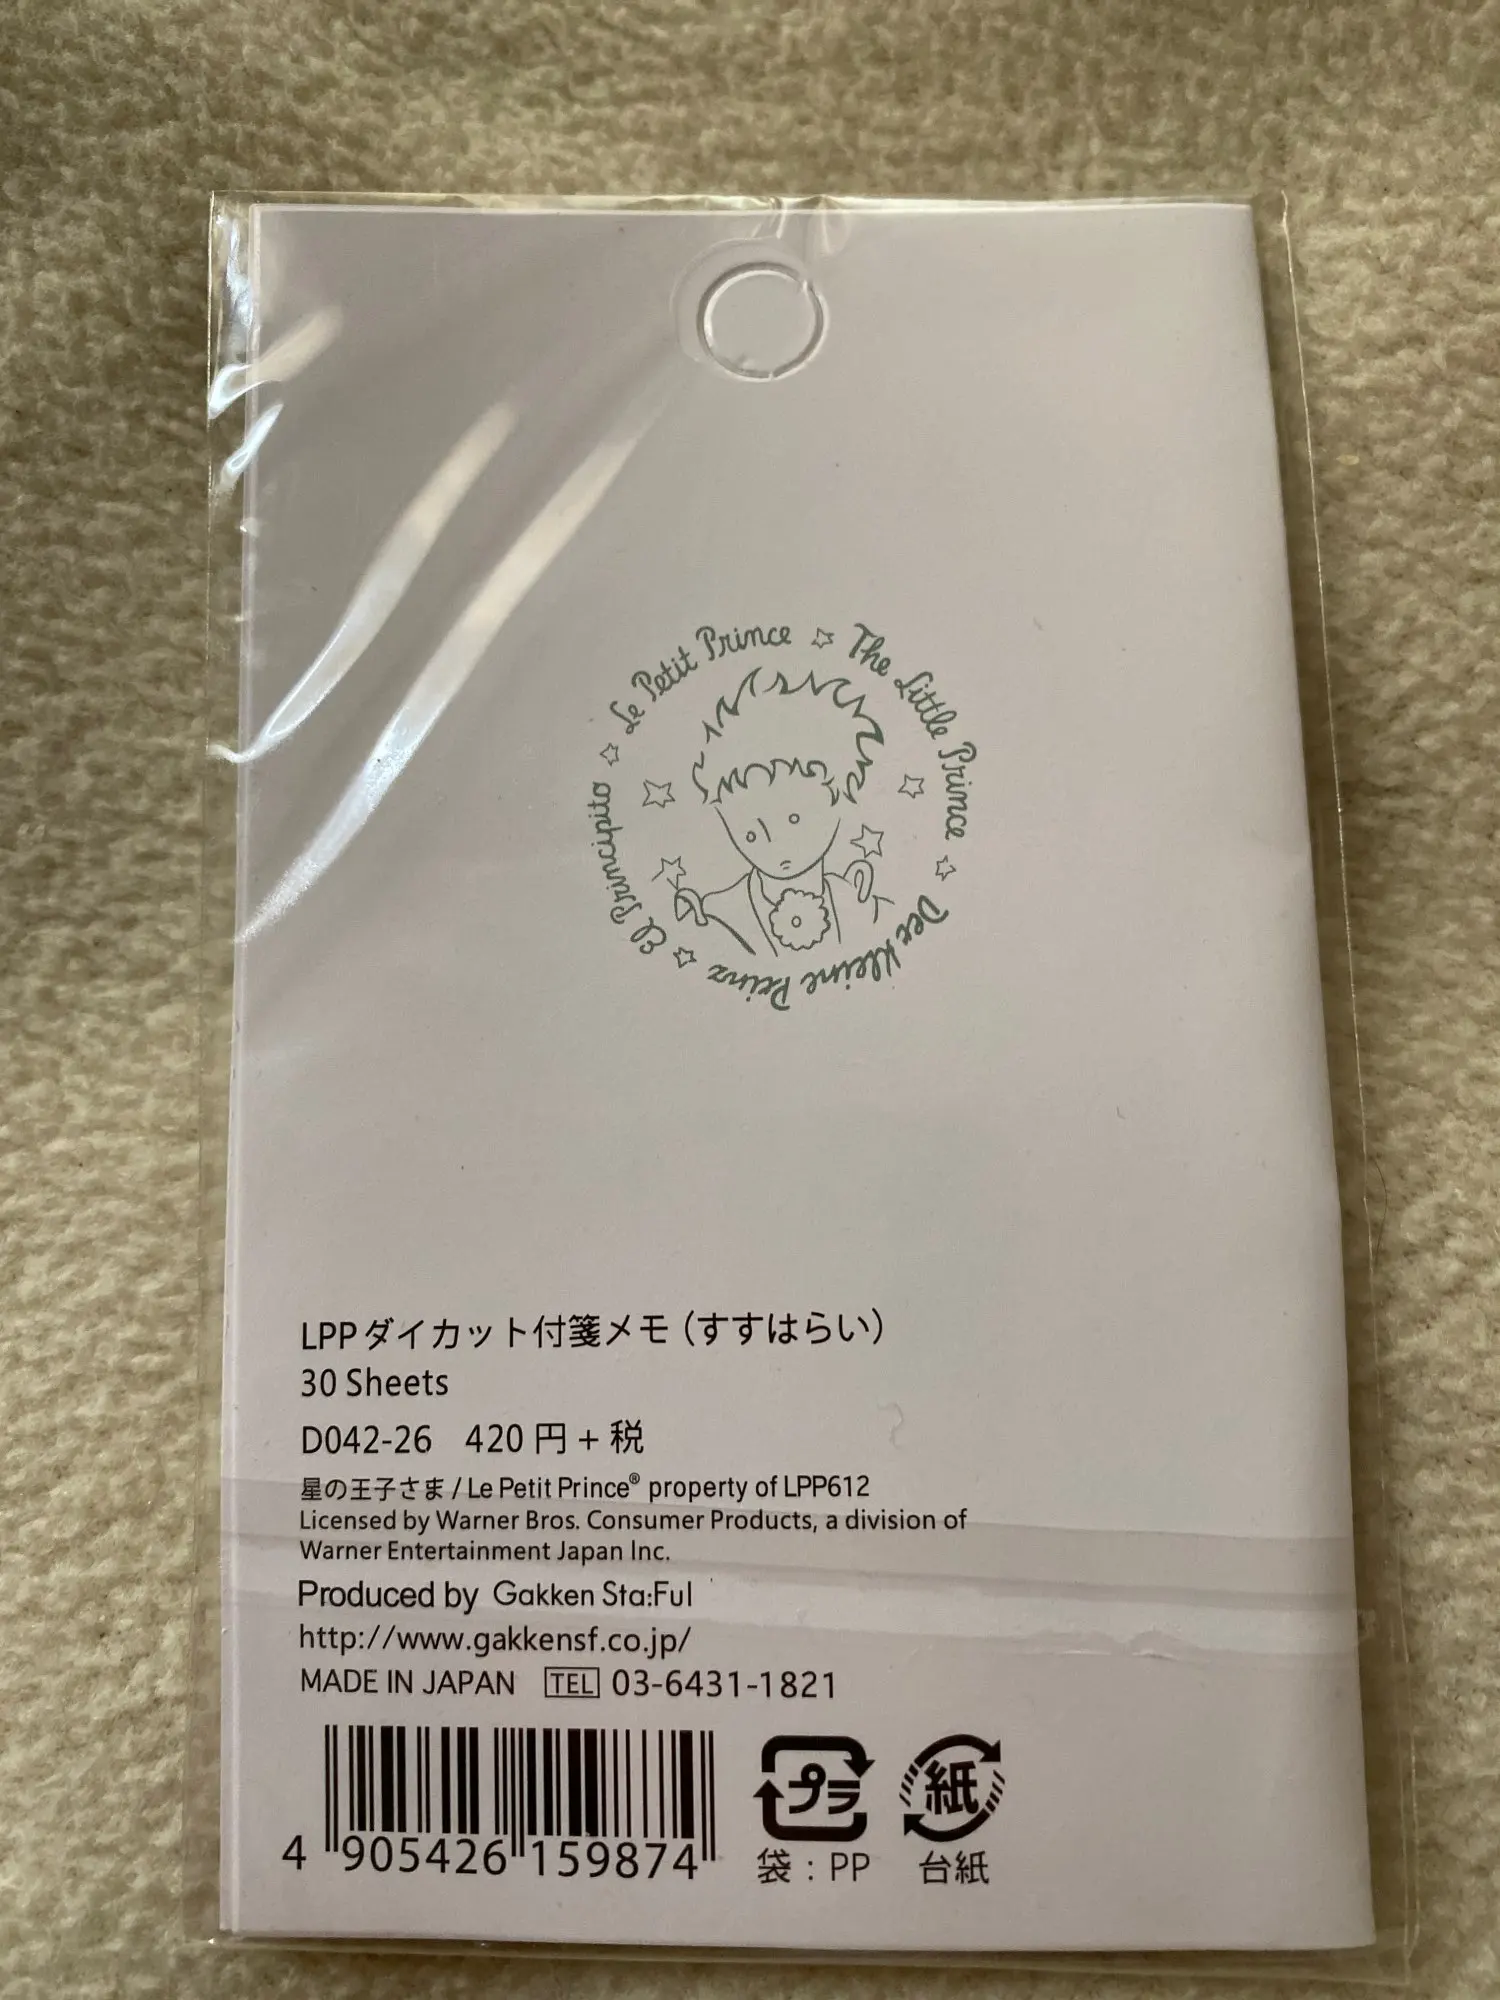 Le Petit Prince ☆ The Little Prince ☆ Der Kleine Prinz ☆ El Principito ☆
LPPダイカット付箋メモ（すすはらい）
30 Sheets
D042-26 420円+税
星の王子さま / Le Petit Prince® property of LPP612
Licensed by Warner Bros. Consumer Products, a division of
Warner Entertainment Japan Inc.
Produced by Gakken Sta:Ful
http://www.gakkensf.co.jp/
MADE IN JAPAN TEL 03-6431-1821
4 905426 159874
プラ
袋：PP
紙
台紙